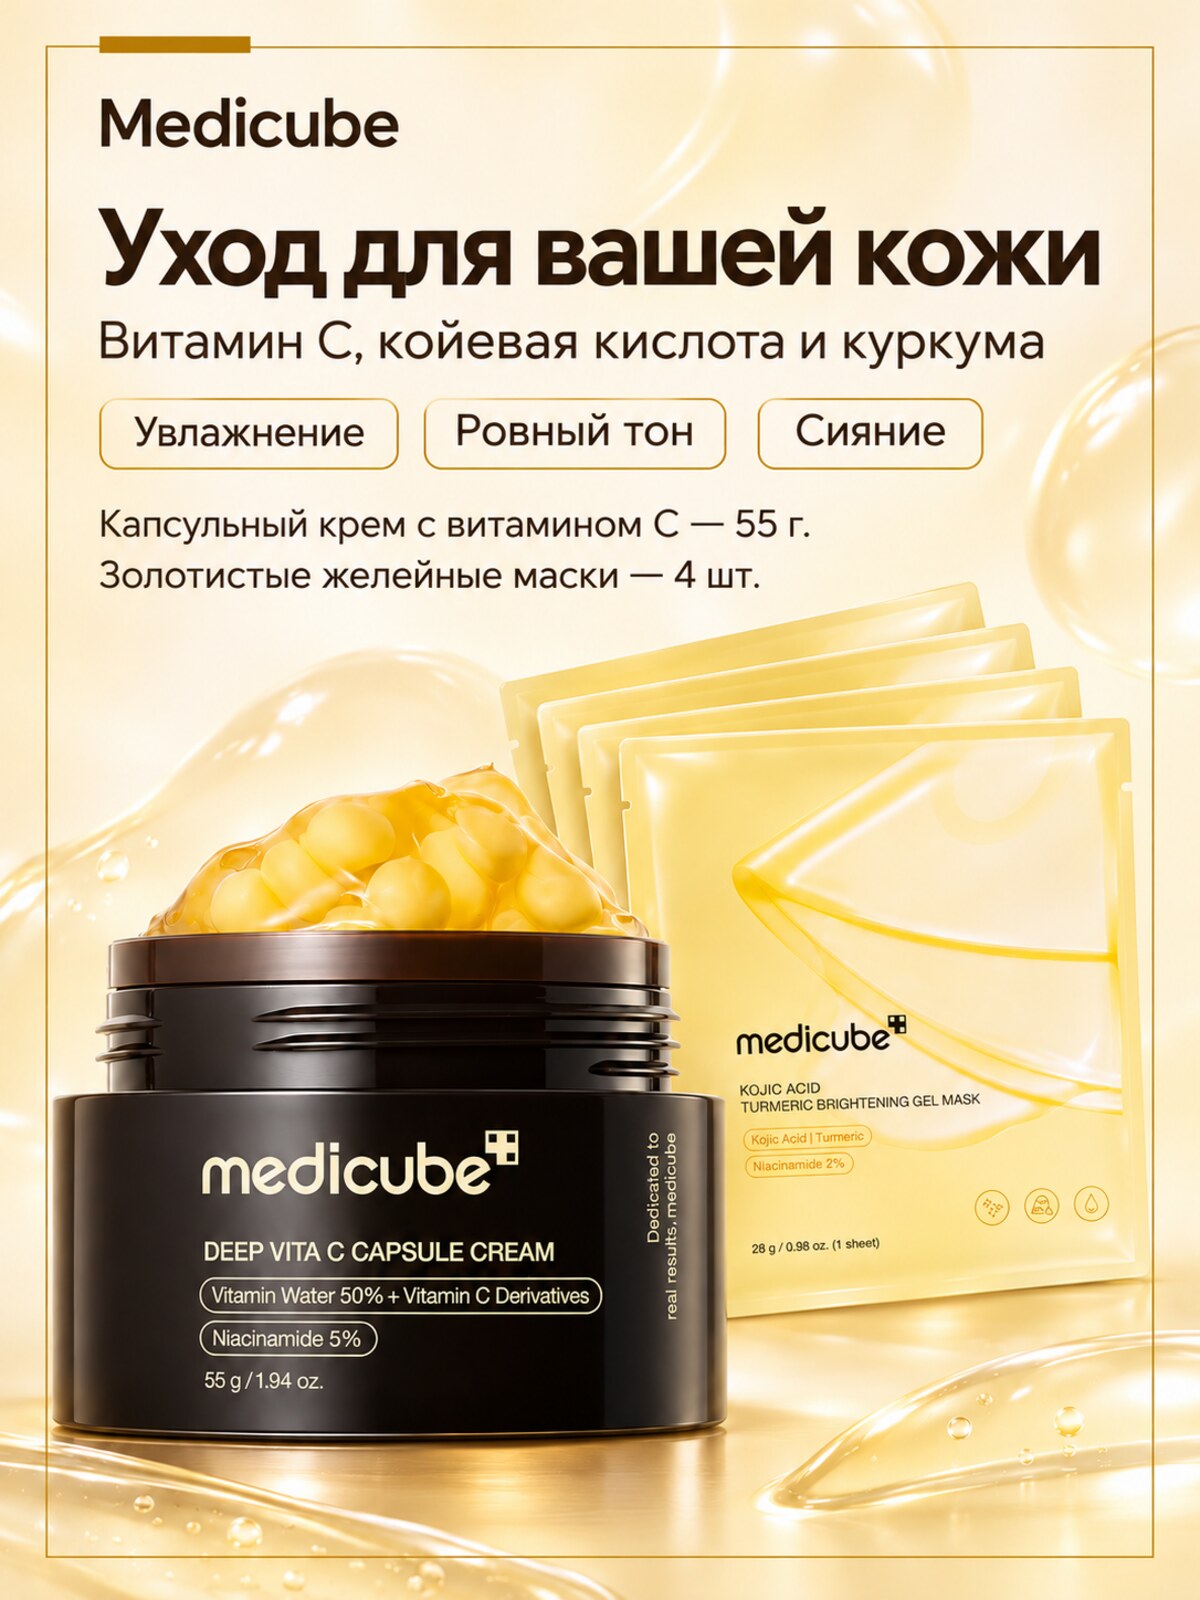 Medicube
Уход для вашей кожи
Витамин С, койевая кислота и куркума
Увлажнение
Ровный тон
Сияние
Капсульный крем с витамином С — 55 г.
Золотистые желейные маски — 4 шт.
medicube
KOJIC ACID
TURMERIC BRIGHTENING GEL MASK
Kojic Acid | Turmeric
Niacinamide 2%
28 g / 0.98 oz. (1 sheet)
medicube
DEEP VITA C CAPSULE CREAM
Vitamin Water 50% + Vitamin C Derivatives
Niacinamide 5%
55 g / 1.94 oz.
Dedicated to
real results, medicube